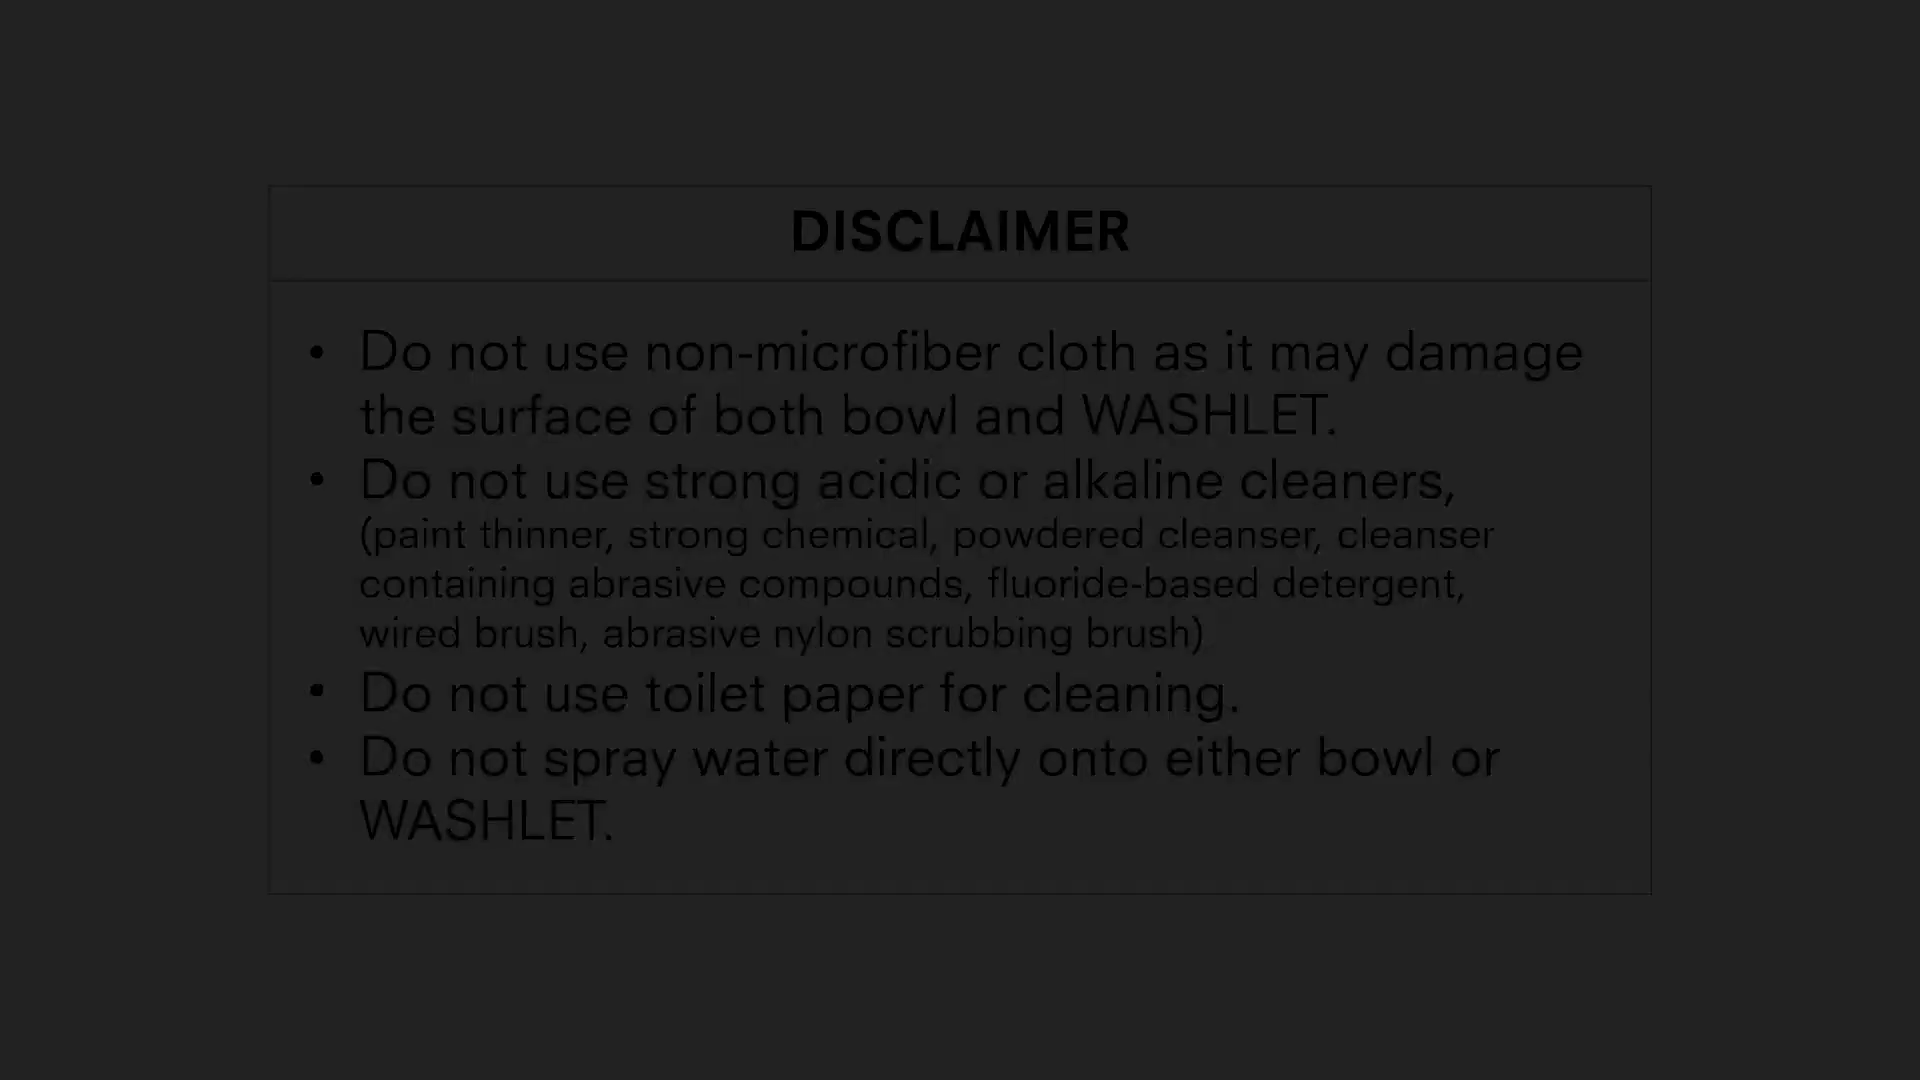 DISCLAIMER
• Do not use non-microfiber cloth as it may damage
the surface of both bowl and WASHLET.
• Do not use strong acidic or alkaline cleaners,
(paint thinner, strong chemical, powdered cleanser, cleanser
containing abrasive compounds, fluoride-based detergent,
wired brush, abrasive nylon scrubbing brush)
• Do not use toilet paper for cleaning.
• Do not spray water directly onto either bowl or
WASHLET.